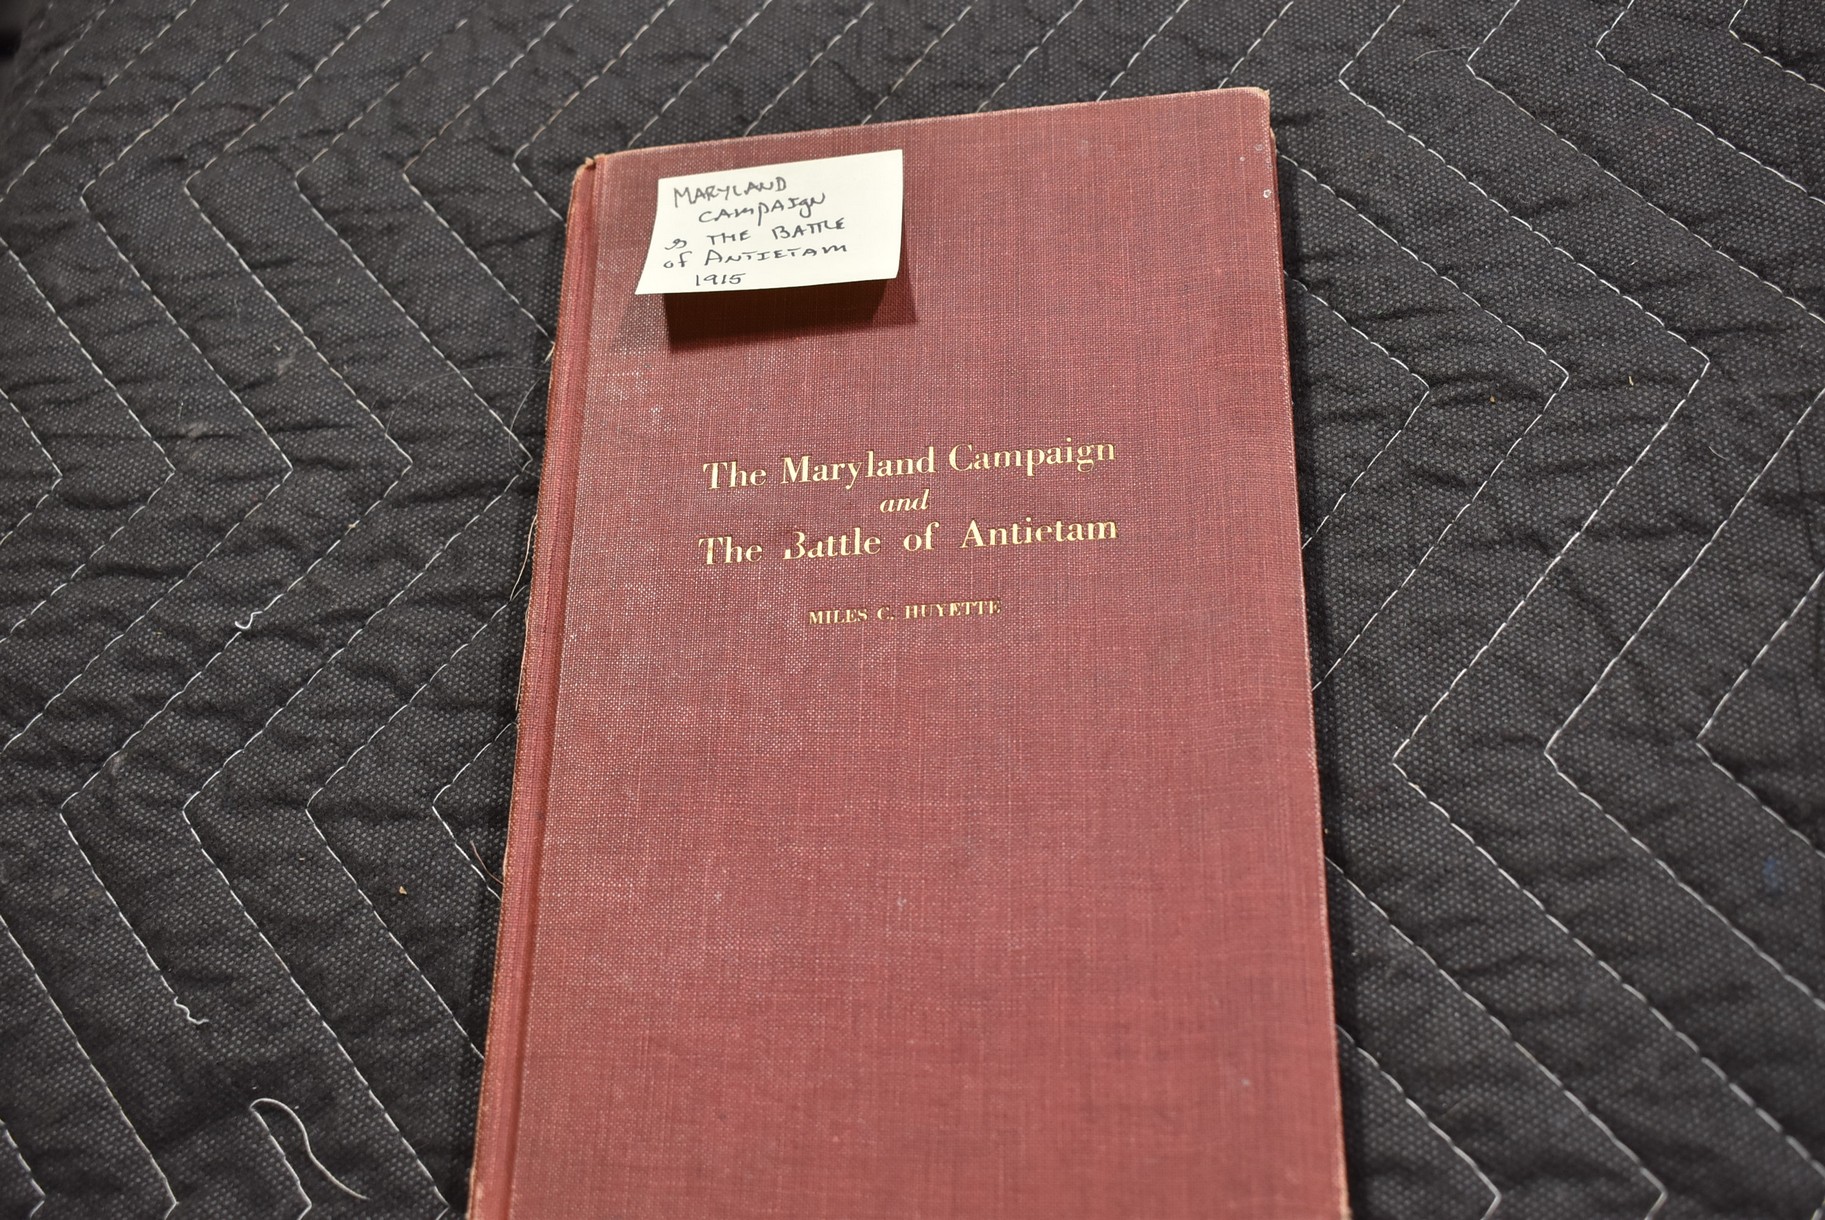 MARYLAND
CAMPAIgN
& THE BATTLE
of ANTIETAM
1915
The Maryland Campaign
and
The Battle of Antietam
MILES C. HUYETTE